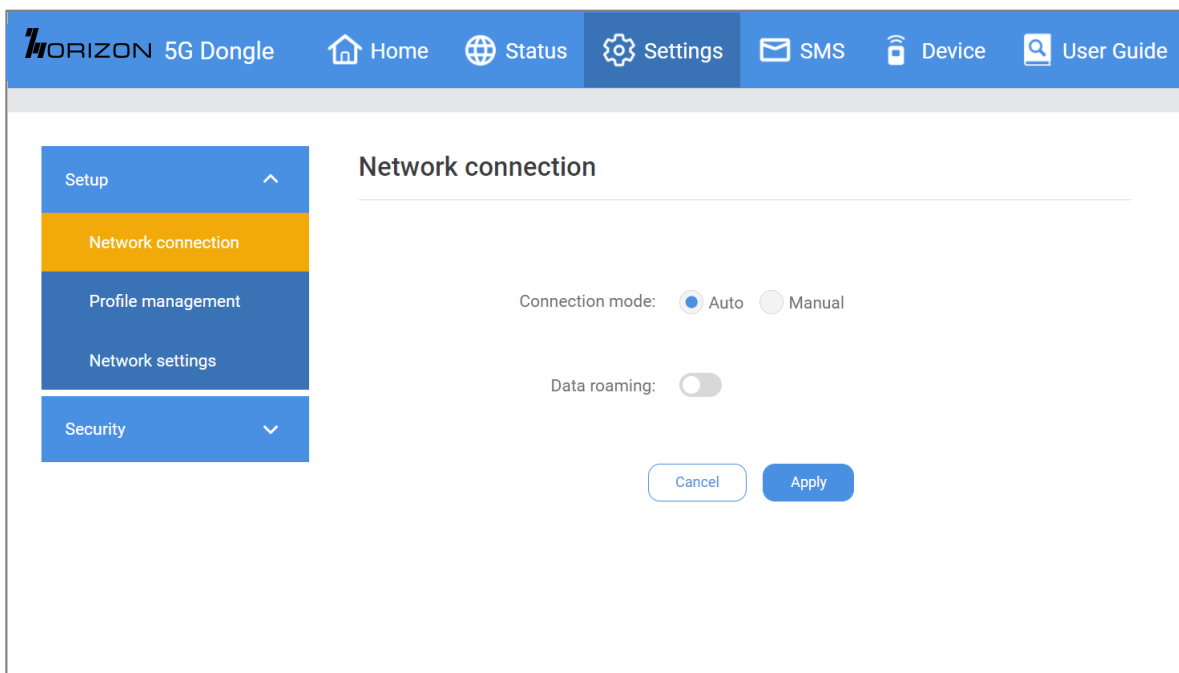 HORIZON 5G Dongle Home Status Settings SMS Device User Guide
Setup
Network connection
Profile management
Network settings
Security
Network connection
Connection mode: Auto Manual
Data roaming:
Cancel Apply